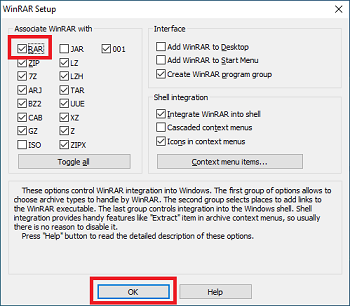 WinRAR Setup
Associate WinRAR with
RAR
JAR
001
ZIP
LZ
7Z
LZH
ARJ
TAR
BZ2
UUE
CAB
XZ
GZ
Z
ISO
ZIPX
Toggle all
Interface
Add WinRAR to Desktop
Add WinRAR to Start Menu
Create WinRAR program group
Shell integration
Integrate WinRAR into shell
Cascaded context menus
Icons in context menus
Context menu items...
These options control WinRAR integration into Windows. The first group of options allows to
choose archive types to handle by WinRAR. The second group selects places to add links to
the WinRAR executable. The last group controls integration into the Windows shell. Shell
integration provides handy features like "Extract" item in archive context menus, so usually
there is no reason to disable it.
Press "Help" button to read the detailed description of these options.
OK
Help